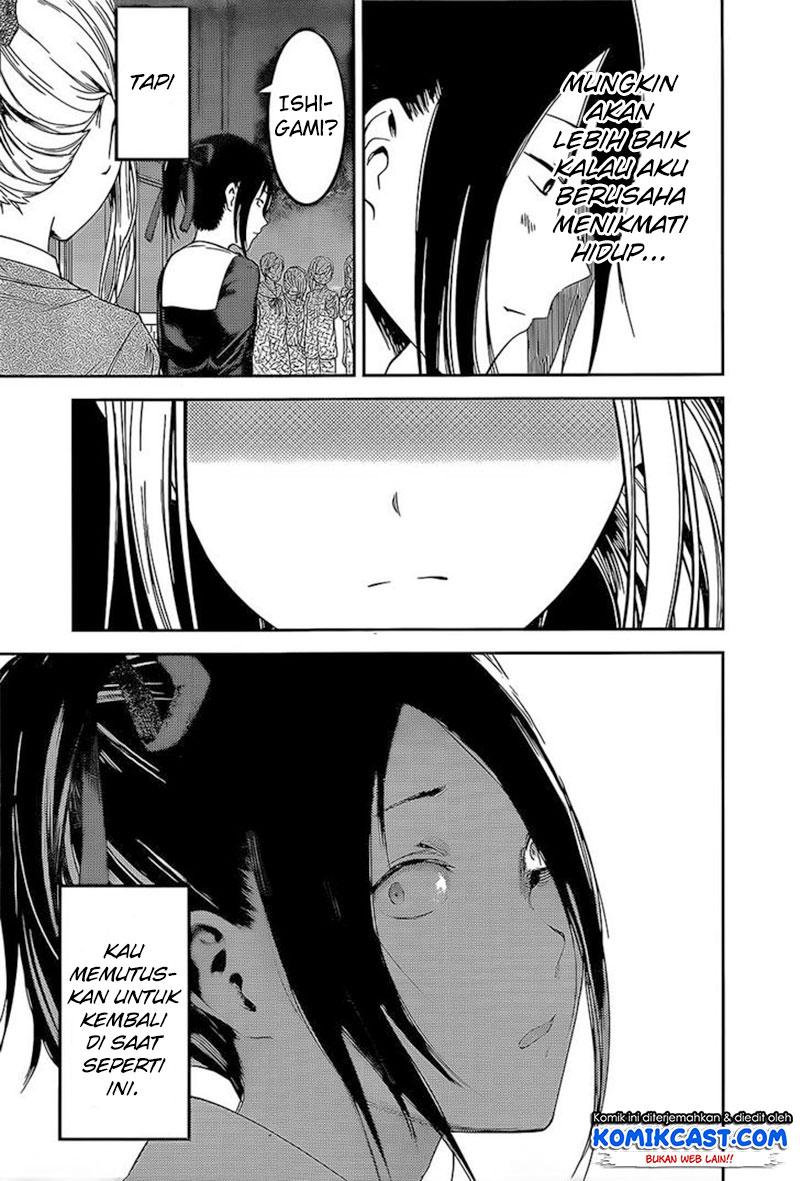 MUNGKIN
AKAN
LEBIH BAIK
KALAU AKU
BERUSAHA
MENIKMATI
HIDUP...
ISHI-
GAMI?
TAPI
KAU
MEMUTUS-
KAN UNTUK
KEMBALI
DI SAAT
SEPERTI
INI.
Komik ini diterjemahkan & diedit oleh
KOMIKCAST.COM
BUKAN WEB LAIN!!